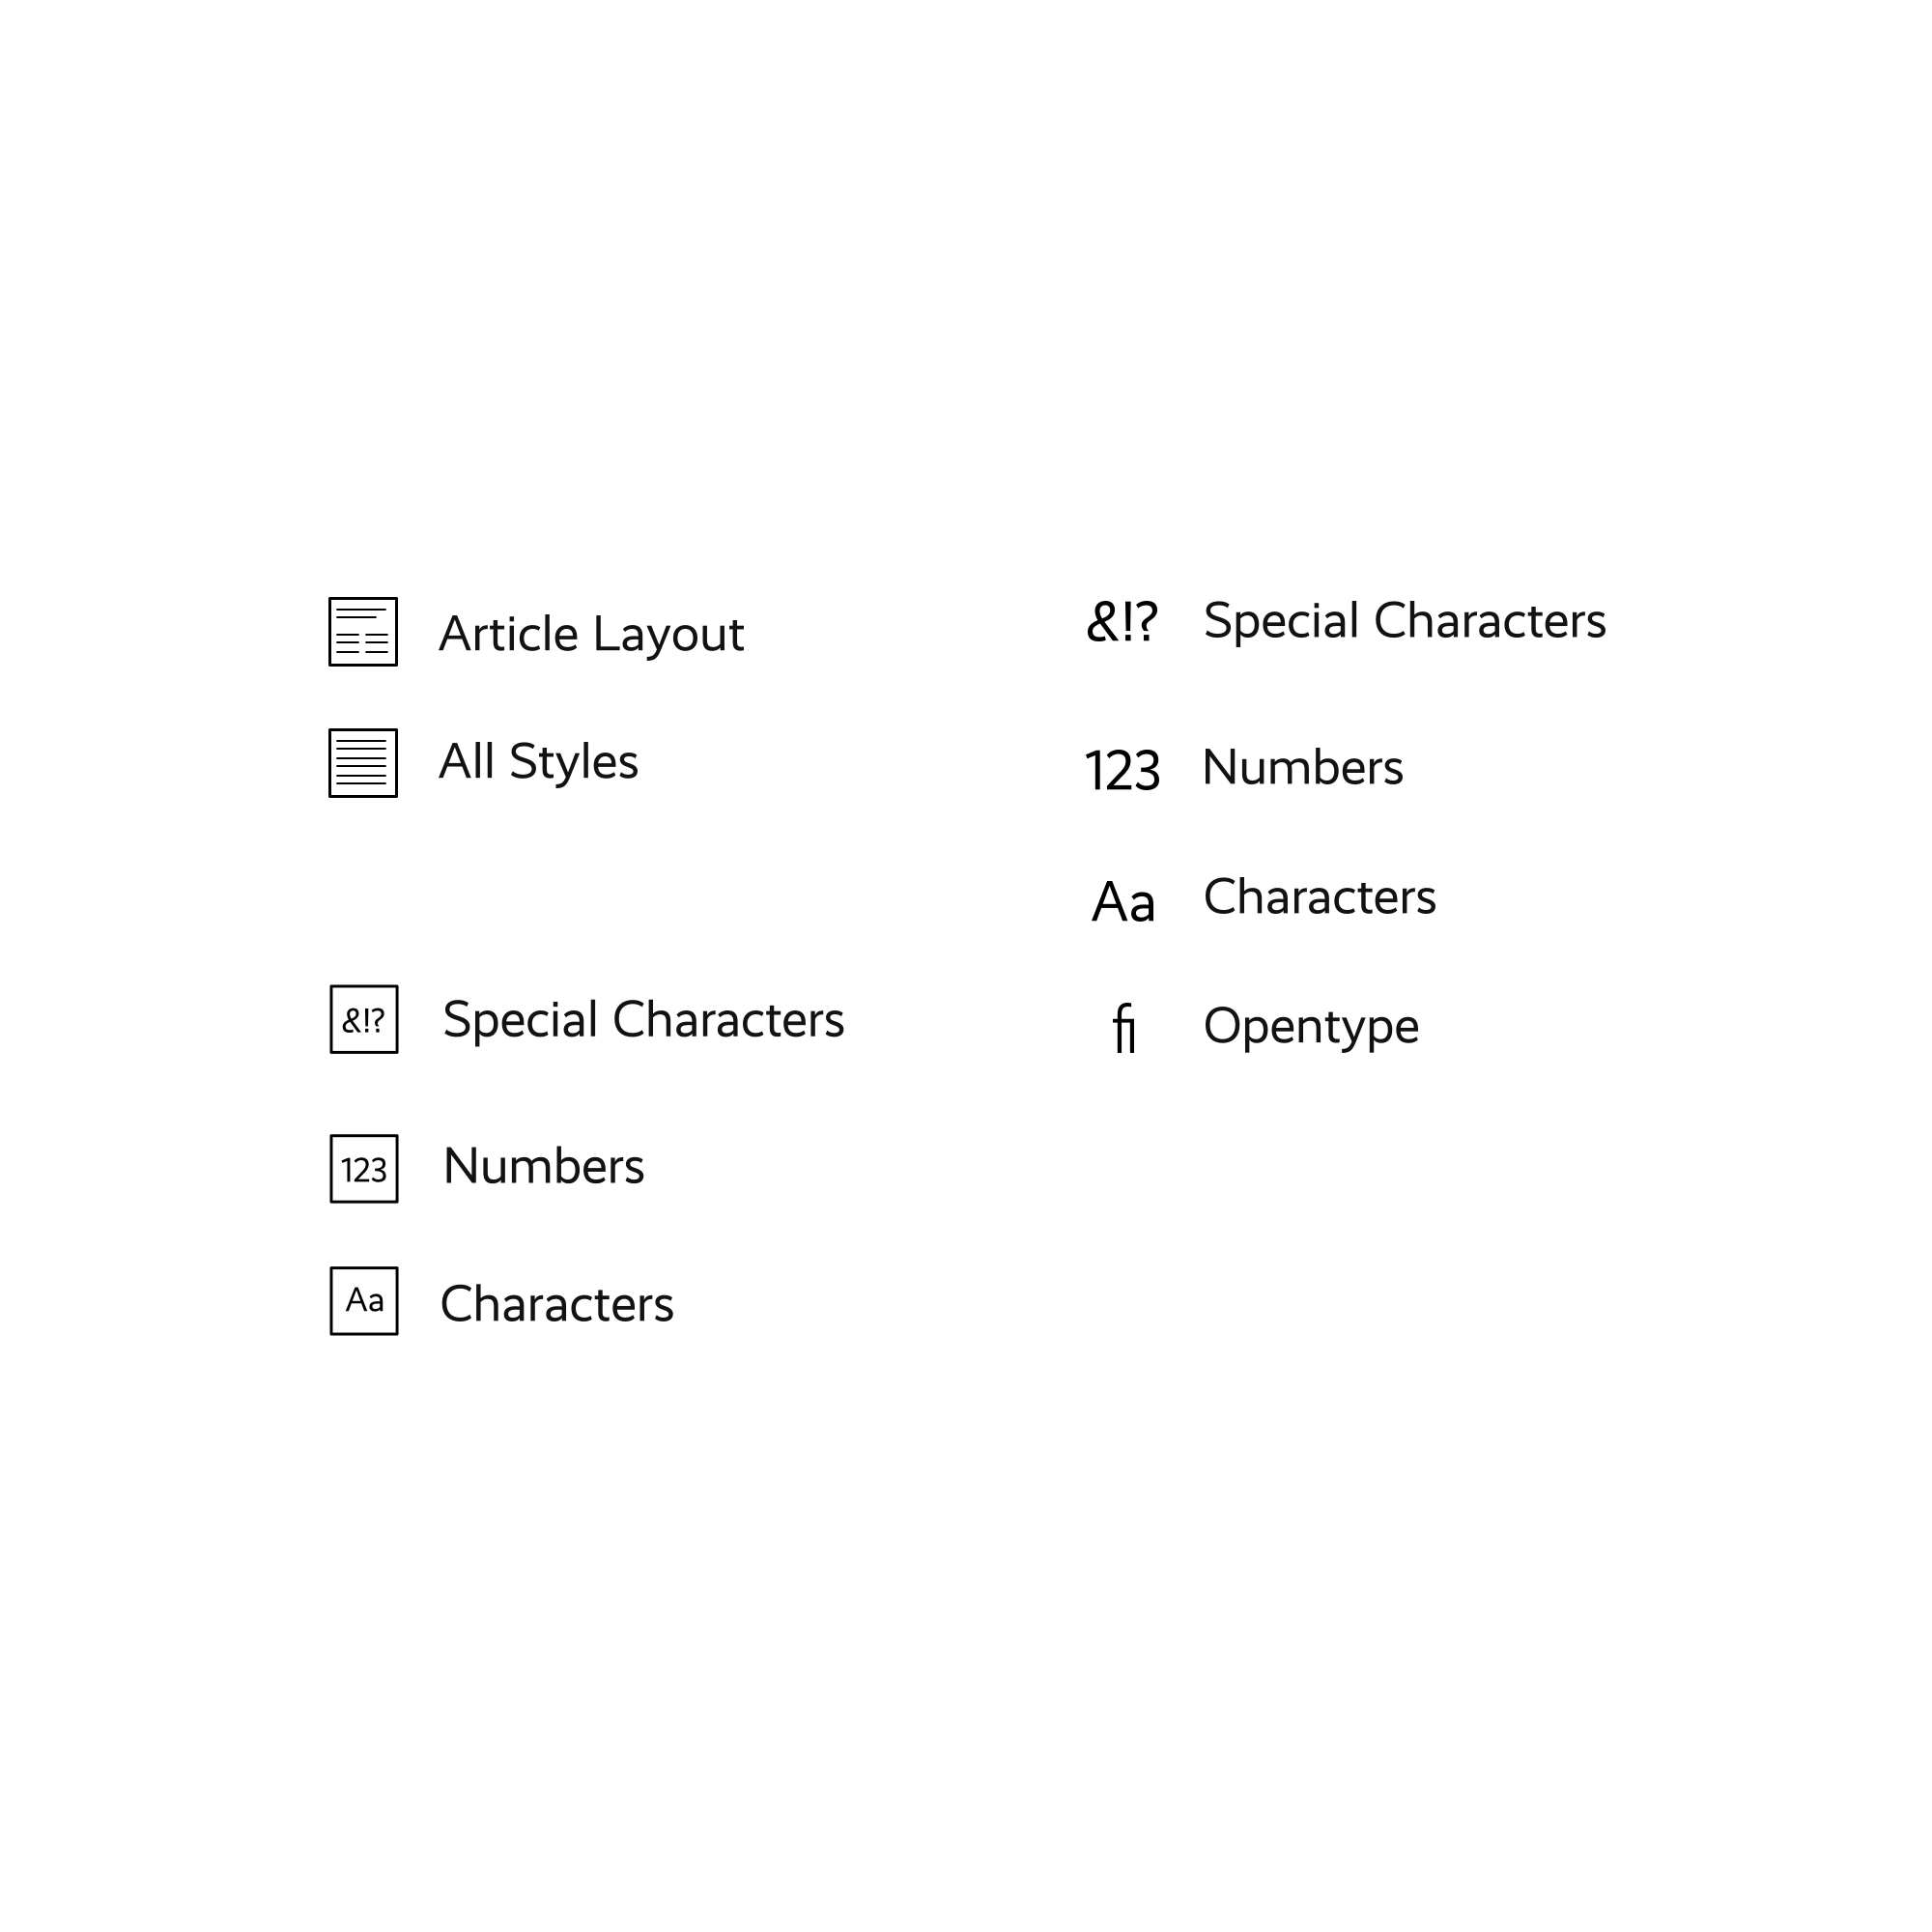 Article Layout
All Styles
&!? Special Characters
123 Numbers
Aa Characters
&!? Special Characters
123 Numbers
Aa Characters
fi Opentype